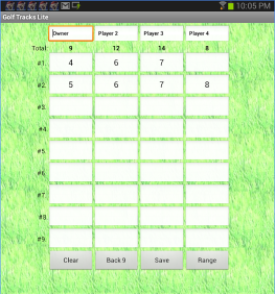 10:05 PM
Golf Tracks Lite
Owner Player 2 Player 3 Player 4
Total: 9 12 14 8
#1. 4 6 7
#2. 5 6 7 8
#3.
#4.
#5.
#6.
#7.
#8.
#9.
Clear Back 9 Save Range